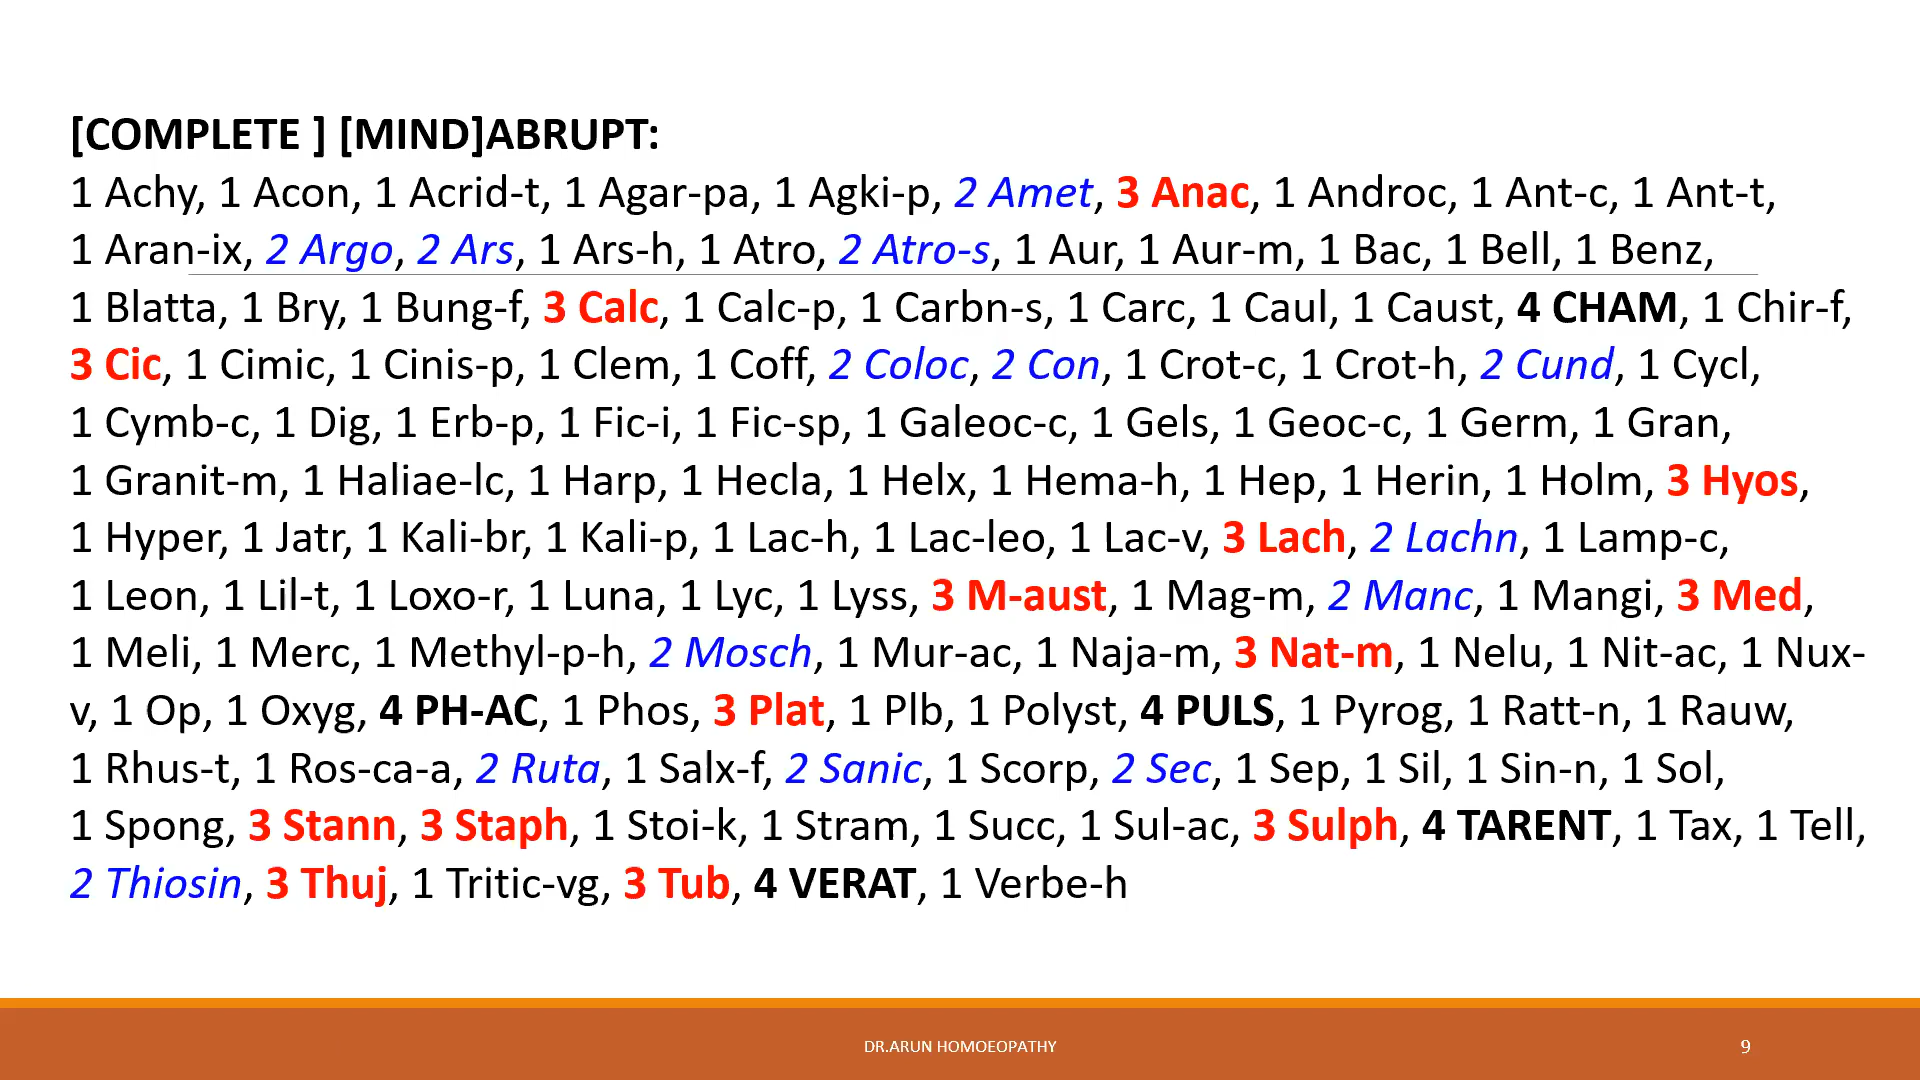 [COMPLETE ] [MIND]ABRUPT:
1 Achy, 1 Acon, 1 Acrid-t, 1 Agar-pa, 1 Agki-p, 2 Amet, 3 Anac, 1 Androc, 1 Ant-c, 1 Ant-t,
1 Aran-ix, 2 Argo, 2 Ars, 1 Ars-h, 1 Atro, 2 Atro-s, 1 Aur, 1 Aur-m, 1 Bac, 1 Bell, 1 Benz,
1 Blatta, 1 Bry, 1 Bung-f, 3 Calc, 1 Calc-p, 1 Carbn-s, 1 Carc, 1 Caul, 1 Caust, 4 CHAM, 1 Chir-f,
3 Cic, 1 Cimic, 1 Cinis-p, 1 Clem, 1 Coff, 2 Coloc, 2 Con, 1 Crot-c, 1 Crot-h, 2 Cund, 1 Cycl,
1 Cymb-c, 1 Dig, 1 Erb-p, 1 Fic-i, 1 Fic-sp, 1 Galeoc-c, 1 Gels, 1 Geoc-c, 1 Germ, 1 Gran,
1 Granit-m, 1 Haliae-lc, 1 Harp, 1 Hecla, 1 Helx, 1 Hema-h, 1 Hep, 1 Herin, 1 Holm, 3 Hyos,
1 Hyper, 1 Jatr, 1 Kali-br, 1 Kali-p, 1 Lac-h, 1 Lac-leo, 1 Lac-v, 3 Lach, 2 Lachn, 1 Lamp-c,
1 Leon, 1 Lil-t, 1 Loxo-r, 1 Luna, 1 Lyc, 1 Lyss, 3 M-aust, 1 Mag-m, 2 Manc, 1 Mangi, 3 Med,
1 Meli, 1 Merc, 1 Methyl-p-h, 2 Mosch, 1 Mur-ac, 1 Naja-m, 3 Nat-m, 1 Nelu, 1 Nit-ac, 1 Nux-
v, 1 Op, 1 Oxyg, 4 PH-AC, 1 Phos, 3 Plat, 1 Plb, 1 Polyst, 4 PULS, 1 Pyrog, 1 Ratt-n, 1 Rauw,
1 Rhus-t, 1 Ros-ca-a, 2 Ruta, 1 Salx-f, 2 Sanic, 1 Scorp, 2 Sec, 1 Sep, 1 Sil, 1 Sin-n, 1 Sol,
1 Spong, 3 Stann, 3 Staph, 1 Stoi-k, 1 Stram, 1 Succ, 1 Sul-ac, 3 Sulph, 4 TARENT, 1 Tax, 1 Tell,
2 Thiosin, 3 Thuj, 1 Tritic-vg, 3 Tub, 4 VERAT, 1 Verbe-h
DR.ARUN HOMOEOPATHY
9